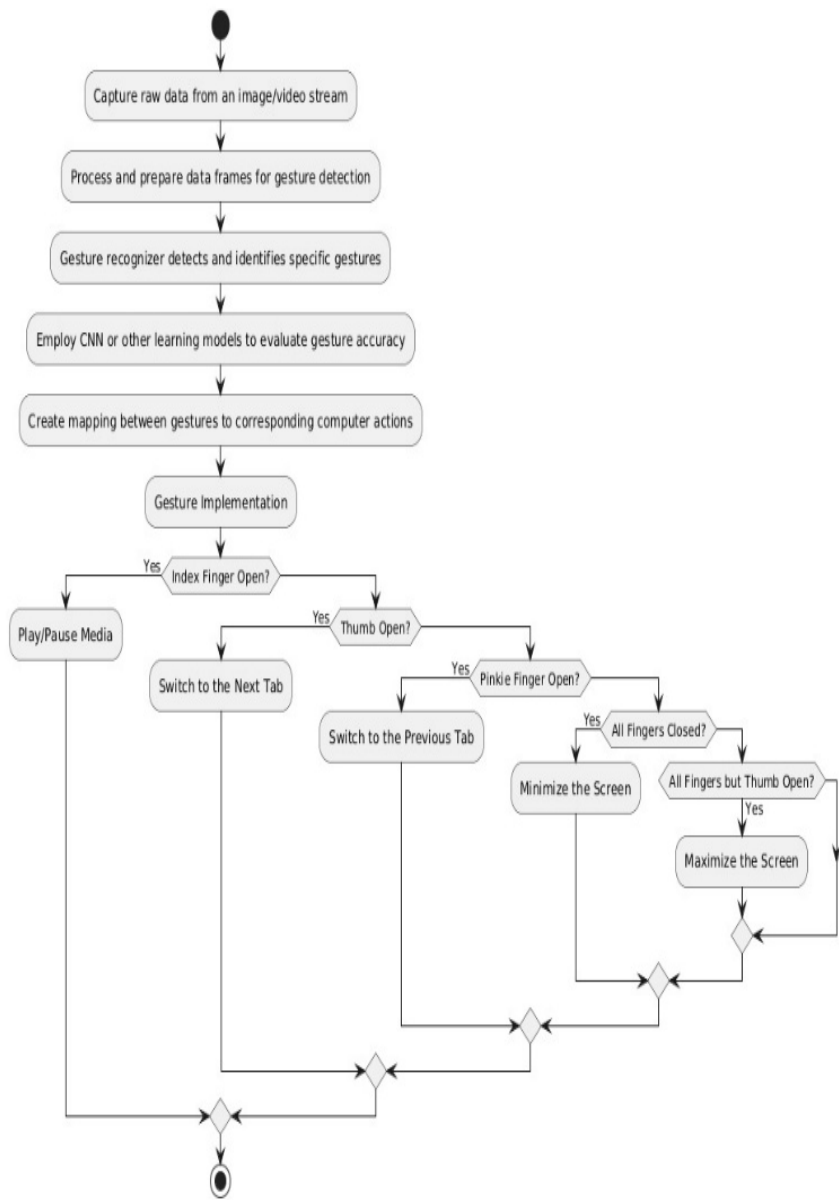 Capture raw data from an image/video stream
Process and prepare data frames for gesture detection
Gesture recognizer detects and identifies specific gestures
Employ CNN or other learning models to evaluate gesture accuracy
Create mapping between gestures to corresponding computer actions
Gesture Implementation
Yes
Index Finger Open?
Play/Pause Media
Yes
Thumb Open?
Switch to the Next Tab
Yes
Pinkie Finger Open?
Switch to the Previous Tab
Yes
All Fingers Closed?
Minimize the Screen
All Fingers but Thumb Open?
Yes
Maximize the Screen